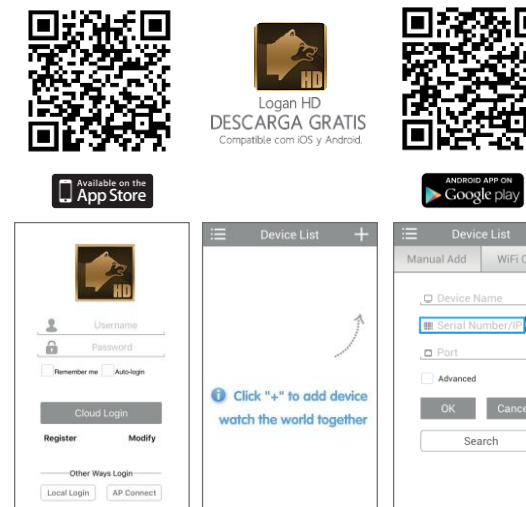 HD
Logan HD
DESCARGA GRATIS
Compatible com iOS y Android.
Available on the
App Store
ANDROID APP ON
Google play
HD
Username
Password
Remember me
Auto-login
Cloud Login
Register
Modify
Other Ways Login
Local Login
AP Connect
Device List
+
Click "+" to add device
watch the world together
Device List
Manual Add
WiFi C
Device Name
Serial Number/IP
Port
Advanced
OK
Cance
Search